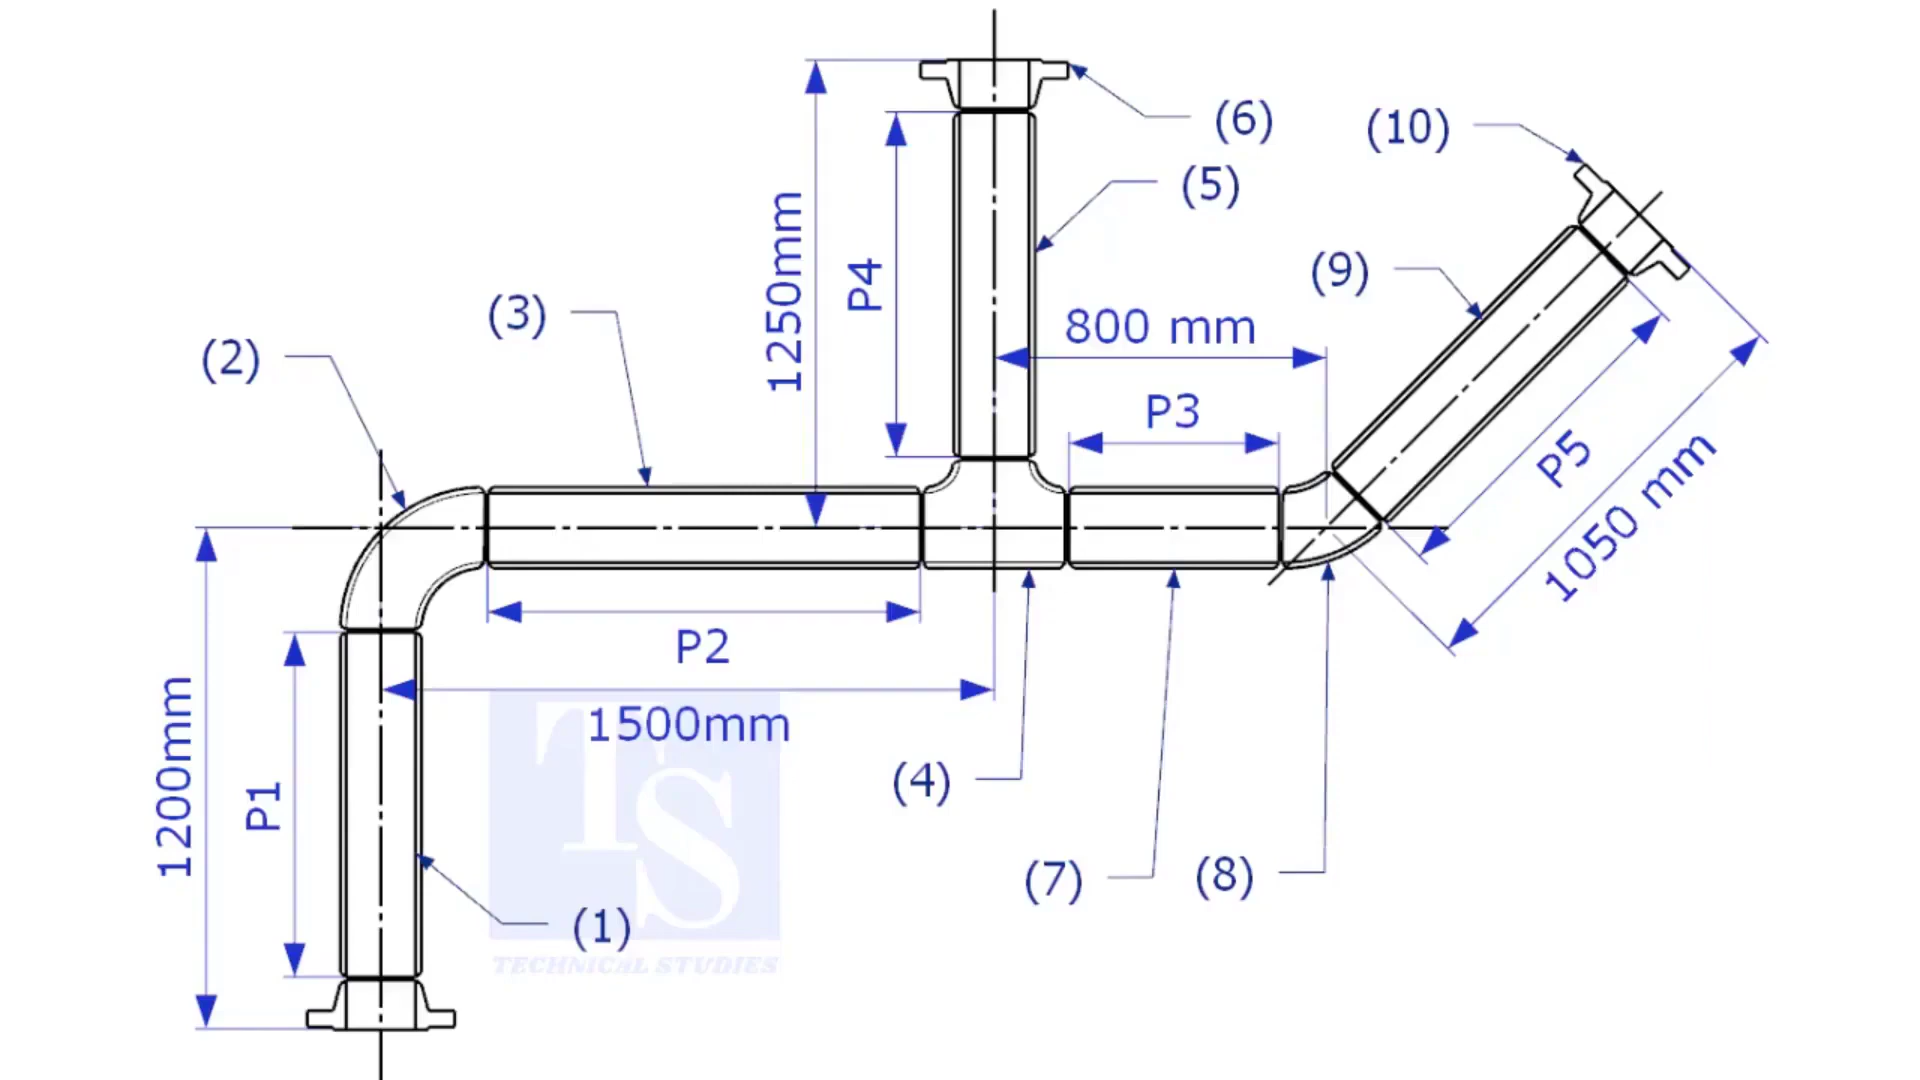 (6)
(10)
(5)
1250mm
P4
(9)
(3)
800 mm
(2)
P3
P5
1050 mm
P2
1500mm
1200mm
P1
(4)
(7)
(8)
(1)
TS
TECHNICAL STUDIES